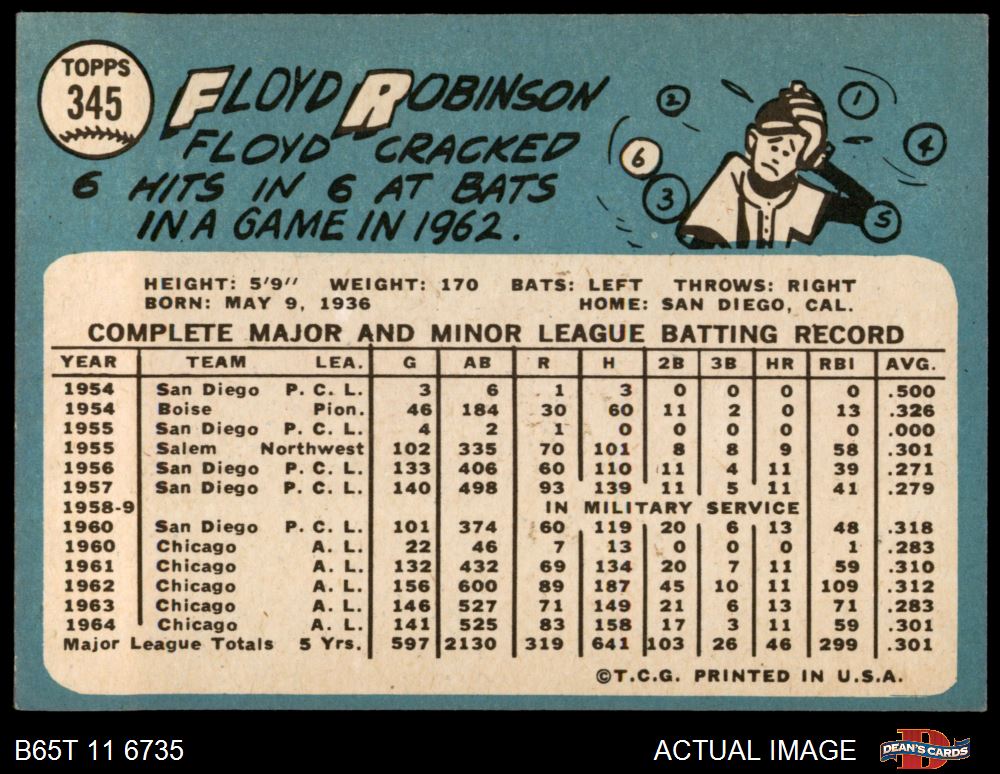 TOPPS
345
FLOYD ROBINSON
FLOYD CRACKED
6 HITS IN 6 AT BATS
IN A GAME IN 1962.
1
2
3
4
5
6
HEIGHT: 5'9" WEIGHT: 170 BATS: LEFT THROWS: RIGHT
BORN: MAY 9, 1936 HOME: SAN DIEGO, CAL.
COMPLETE MAJOR AND MINOR LEAGUE BATTING RECORD
YEAR TEAM LEA. G AB R H 2B 3B HR RBI AVG.
1954 San Diego P. C. L. 3 6 1 3 0 0 0 0 .500
1954 Boise Pion. 46 184 30 60 11 2 0 13 .326
1955 San Diego P. C. L. 4 2 1 0 0 0 0 0 .000
1955 Salem Northwest 102 335 70 101 8 8 9 58 .301
1956 San Diego P. C. L. 133 406 60 110 11 4 11 39 .271
1957 San Diego P. C. L. 140 498 93 139 11 5 11 41 .279
1958-9 IN MILITARY SERVICE
1960 San Diego P. C. L. 101 374 60 119 20 6 13 48 .318
1960 Chicago A. L. 22 46 7 13 0 0 0 1 .283
1961 Chicago A. L. 132 432 69 134 20 7 11 59 .310
1962 Chicago A. L. 156 600 89 187 45 10 11 109 .312
1963 Chicago A. L. 146 527 71 149 21 6 13 71 .283
1964 Chicago A. L. 141 525 83 158 17 3 11 59 .301
Major League Totals 5 Yrs. 597 2130 319 641 103 26 46 299 .301
©T.C.G. PRINTED IN U.S.A.
B65T 11 6735 ACTUAL IMAGE DEAN'S CARDS